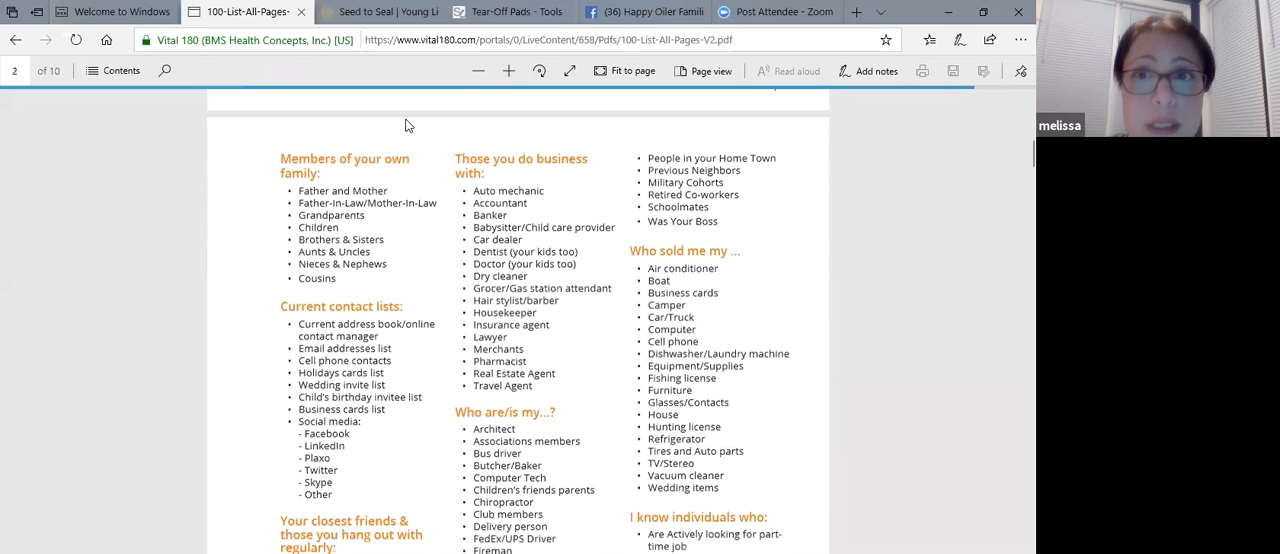 Welcome to Windows
100-List-All-Pages-
Seed to Seal | Young Li
Tear-Off Pads - Tools
(36) Happy Oiler Famili
Post Attendee - Zoom
Vital 180 (BMS Health Concepts, Inc.) [US]
https://www.vital180.com/portals/0/LiveContent/658/Pdfs/100-List-All-Pages-V2.pdf
2 of 10
Contents
Fit to page
Page view
Read aloud
Add notes
melissa
Members of your own
family:
• Father and Mother
• Father-In-Law/Mother-In-Law
• Grandparents
• Children
• Brothers & Sisters
• Aunts & Uncles
• Nieces & Nephews
• Cousins
Current contact lists:
• Current address book/online
contact manager
• Email addresses list
• Cell phone contacts
• Holidays cards list
• Wedding invite list
• Child's birthday invitee list
• Business cards list
• Social media:
- Facebook
- LinkedIn
- Plaxo
- Twitter
- Skype
- Other
Your closest friends &
those you hang out with
regularly:
Those you do business
with:
• Auto mechanic
• Accountant
• Banker
• Babysitter/Child care provider
• Car dealer
• Dentist (your kids too)
• Doctor (your kids too)
• Dry cleaner
• Grocer/Gas station attendant
• Hair stylist/barber
• Housekeeper
• Insurance agent
• Lawyer
• Merchants
• Pharmacist
• Real Estate Agent
• Travel Agent
Who are/is my...?
• Architect
• Associations members
• Bus driver
• Butcher/Baker
• Computer Tech
• Children's friends parents
• Chiropractor
• Club members
• Delivery person
• FedEx/UPS Driver
• Fireman
• People in your Home Town
• Previous Neighbors
• Military Cohorts
• Retired Co-workers
• Schoolmates
• Was Your Boss
Who sold me my ...
• Air conditioner
• Boat
• Business cards
• Camper
• Car/Truck
• Computer
• Cell phone
• Dishwasher/Laundry machine
• Equipment/Supplies
• Fishing license
• Furniture
• Glasses/Contacts
• House
• Hunting license
• Refrigerator
• Tires and Auto parts
• TV/Stereo
• Vacuum cleaner
• Wedding items
I know individuals who:
• Are Actively looking for part-
time job